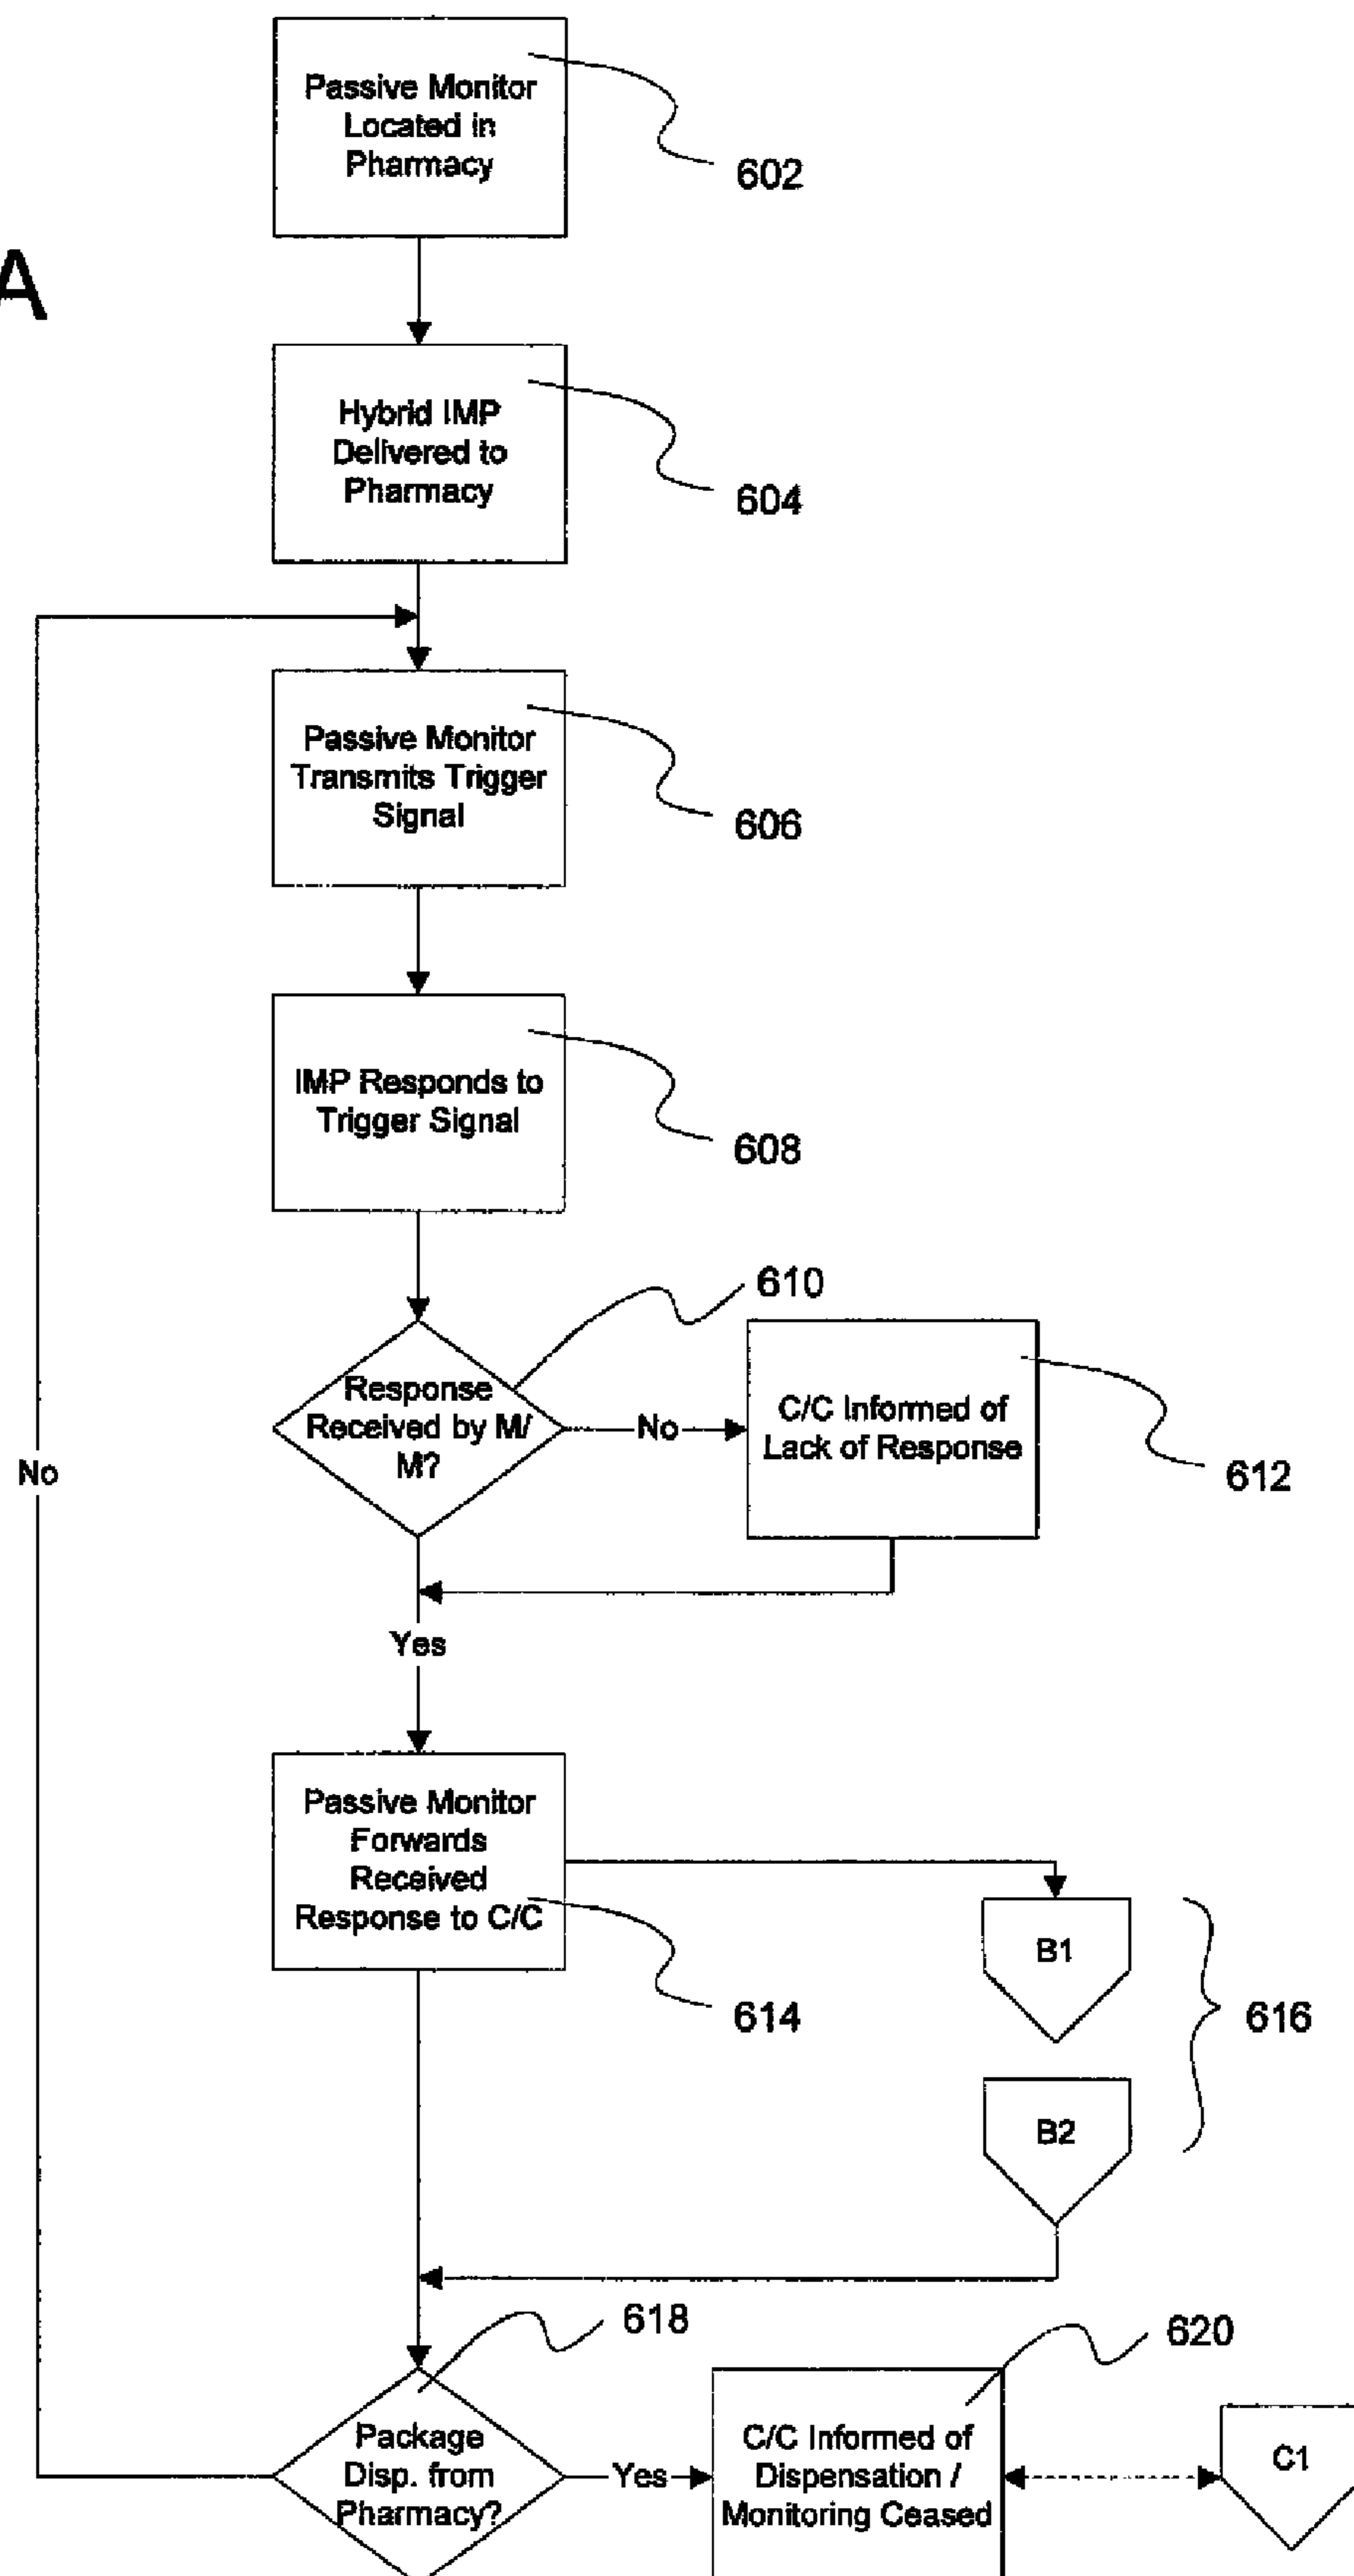 Passive Monitor
Located in
Pharmacy
602
A
Hybrid IMP
Delivered to
Pharmacy
604
Passive Monitor
Transmits Trigger
Signal
606
IMP Responds to
Trigger Signal
608
610
Response
Received by M/
M?
No
C/C Informed of
Lack of Response
612
No
Yes
Passive Monitor
Forwards
Received
Response to C/C
614
B1
616
B2
618
620
Package
Disp. from
Pharmacy?
Yes
C/C Informed of
Dispensation /
Monitoring Ceased
C1